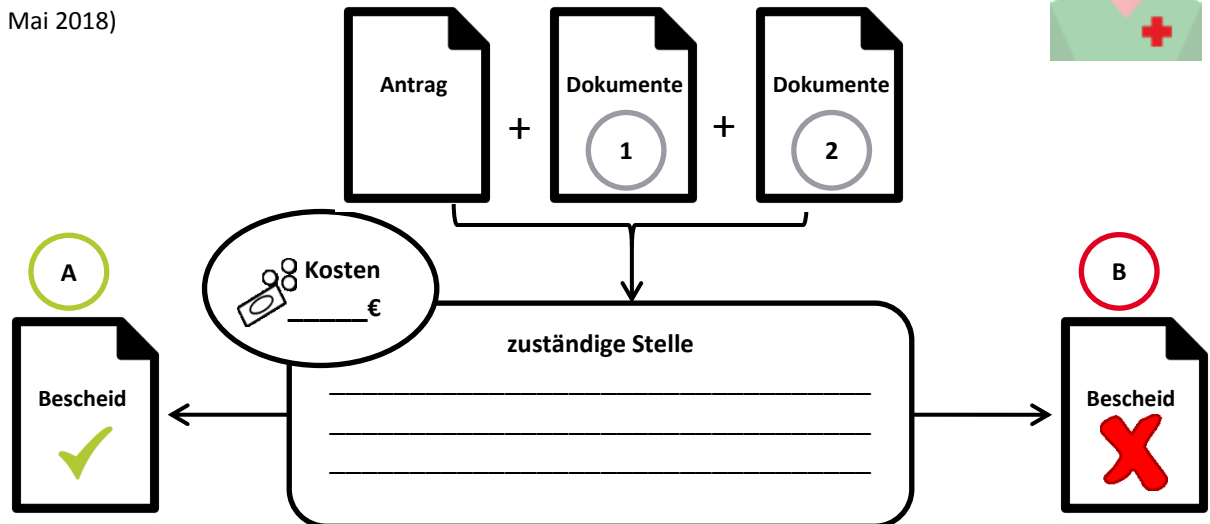 Mai 2018)
Antrag
+
Dokumente
1
+
Dokumente
2
A
Kosten
______€
B
zuständige Stelle
Bescheid
Bescheid